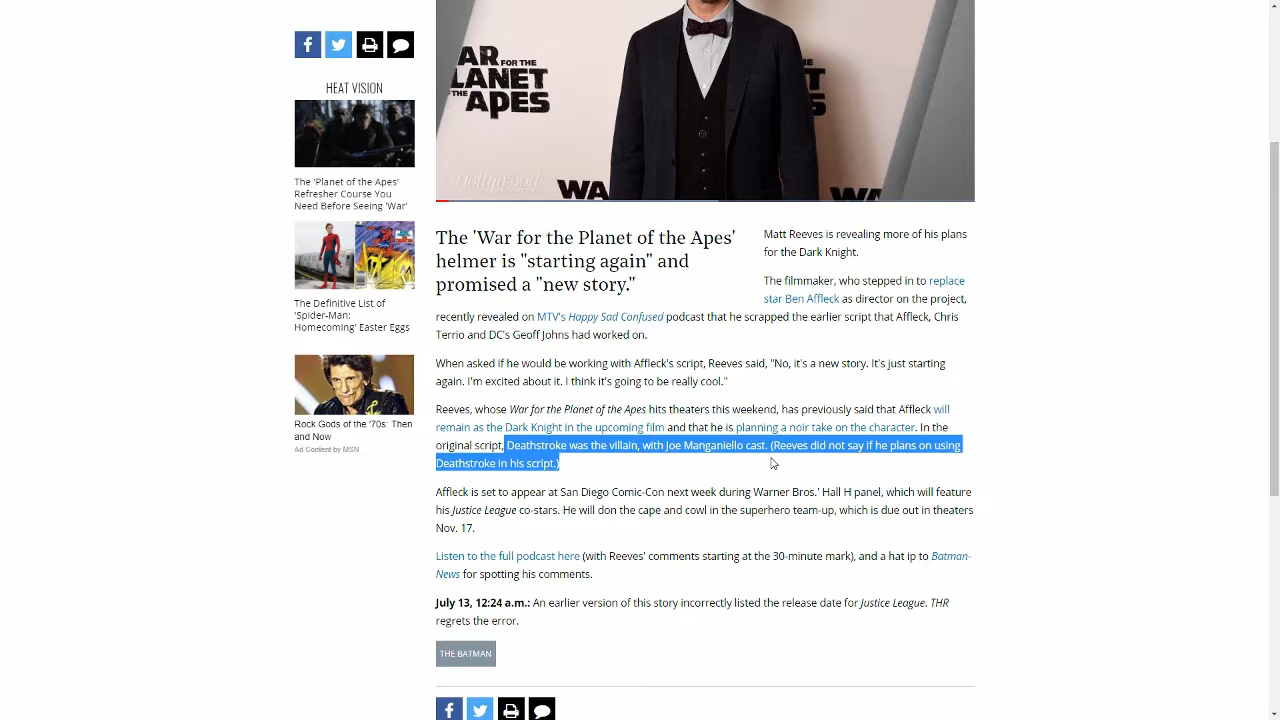 WAR FOR THE
PLANET
OF THE APES
WA
WA
Hollywood
HEAT VISION
The 'Planet of the Apes'
Refresher Course You
Need Before Seeing 'War'
The Definitive List of
'Spider-Man:
Homecoming' Easter Eggs
Rock Gods of the '70s: Then
and Now
Ad Content by MSN
The 'War for the Planet of the Apes'
helmer is "starting again" and
promised a "new story."
Matt Reeves is revealing more of his plans
for the Dark Knight.
The filmmaker, who stepped in to replace
star Ben Affleck as director on the project,
recently revealed on MTV's Happy Sad Confused podcast that he scrapped the earlier script that Affleck, Chris
Terrio and DC's Geoff Johns had worked on.
When asked if he would be working with Affleck's script, Reeves said, "No, it's a new story. It's just starting
again. I'm excited about it. I think it's going to be really cool."
Reeves, whose War for the Planet of the Apes hits theaters this weekend, has previously said that Affleck will
remain as the Dark Knight in the upcoming film and that he is planning a noir take on the character. In the
original script, Deathstroke was the villain, with Joe Manganiello cast. (Reeves did not say if he plans on using
Deathstroke in his script.)
Affleck is set to appear at San Diego Comic-Con next week during Warner Bros.' Hall H panel, which will feature
his Justice League co-stars. He will don the cape and cowl in the superhero team-up, which is due out in theaters
Nov. 17.
Listen to the full podcast here (with Reeves' comments starting at the 30-minute mark), and a hat ip to Batman-
News for spotting his comments.
July 13, 12:24 a.m.: An earlier version of this story incorrectly listed the release date for Justice League. THR
regrets the error.
THE BATMAN